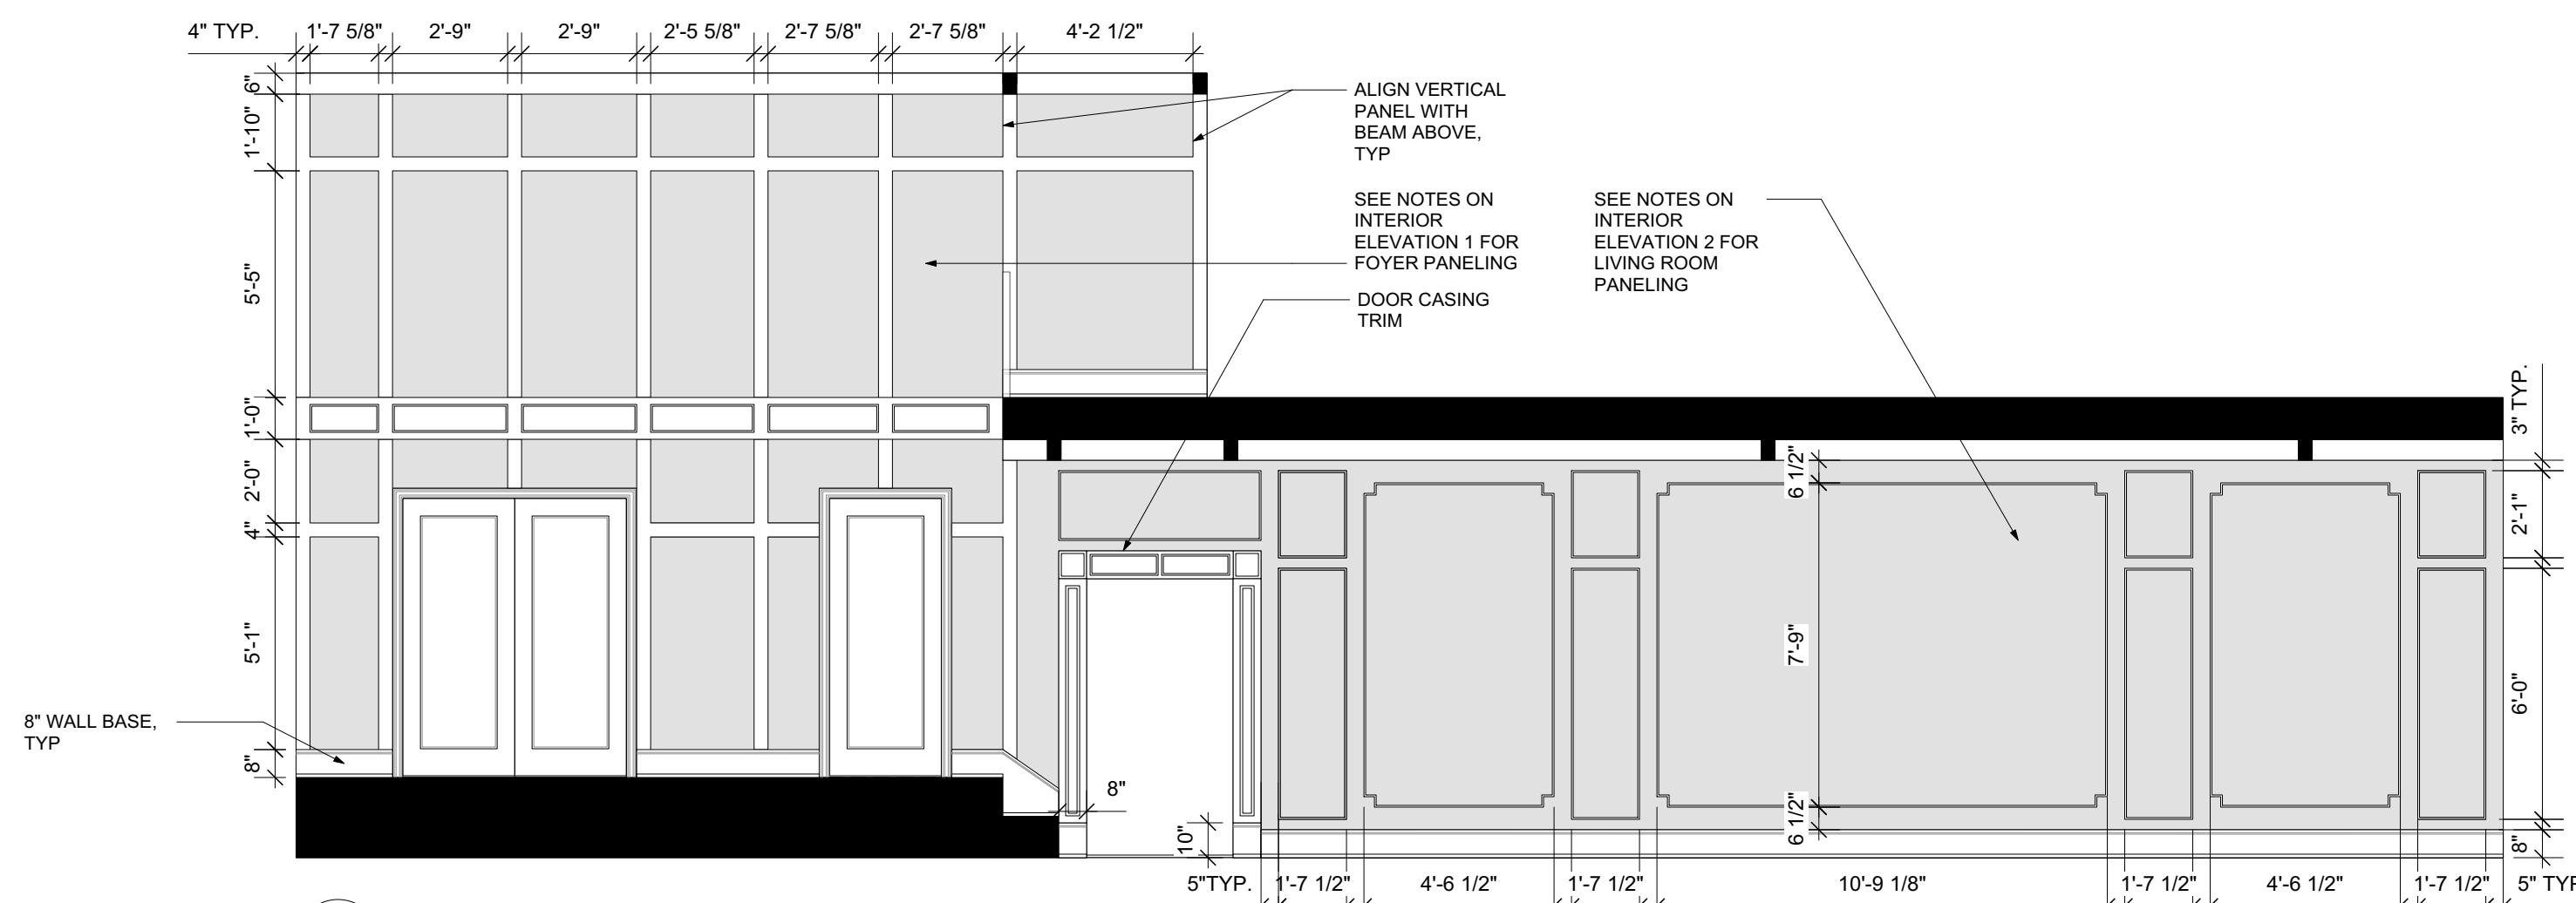 4" TYP.
1'-7 5/8"
2'-9"
2'-9"
2'-5 5/8"
2'-7 5/8"
2'-7 5/8"
4'-2 1/2"
6"
1'-10"
5'-5"
1'-0"
2'-0"
4"
5'-1"
8"
ALIGN VERTICAL
PANEL WITH
BEAM ABOVE,
TYP
SEE NOTES ON
INTERIOR
ELEVATION 1 FOR
FOYER PANELING
DOOR CASING
TRIM
SEE NOTES ON
INTERIOR
ELEVATION 2 FOR
LIVING ROOM
PANELING
8" WALL BASE,
TYP
8"
10"
6 1/2"
7'-9"
6 1/2"
3" TYP.
2'-1"
6'-0"
8"
5"TYP.
1'-7 1/2"
4'-6 1/2"
1'-7 1/2"
10'-9 1/8"
1'-7 1/2"
4'-6 1/2"
1'-7 1/2"
5" TYP